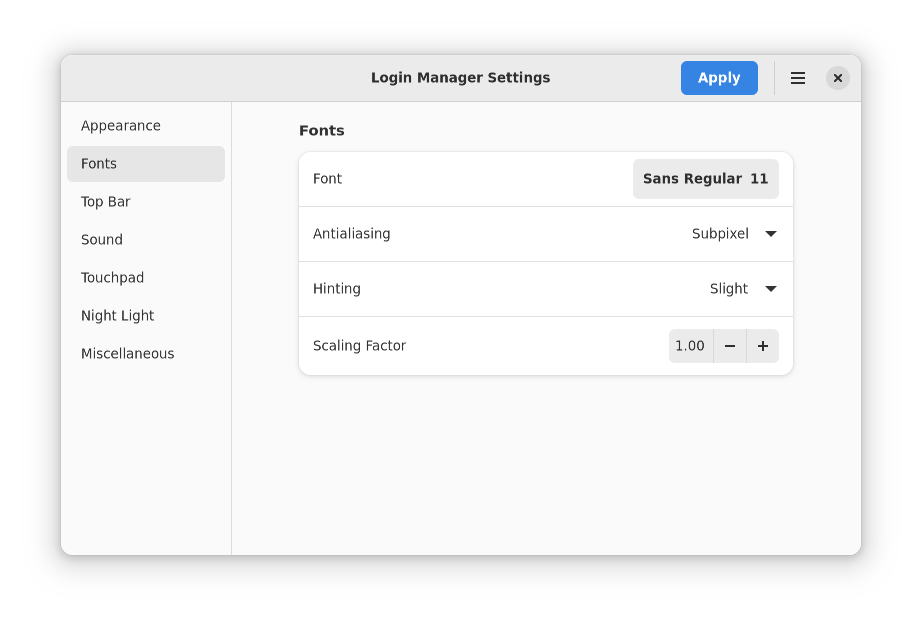 Login Manager Settings
Apply
Appearance
Fonts
Top Bar
Sound
Touchpad
Night Light
Miscellaneous
Fonts
Font
Sans Regular 11
Antialiasing
Subpixel
Hinting
Slight
Scaling Factor
1.00